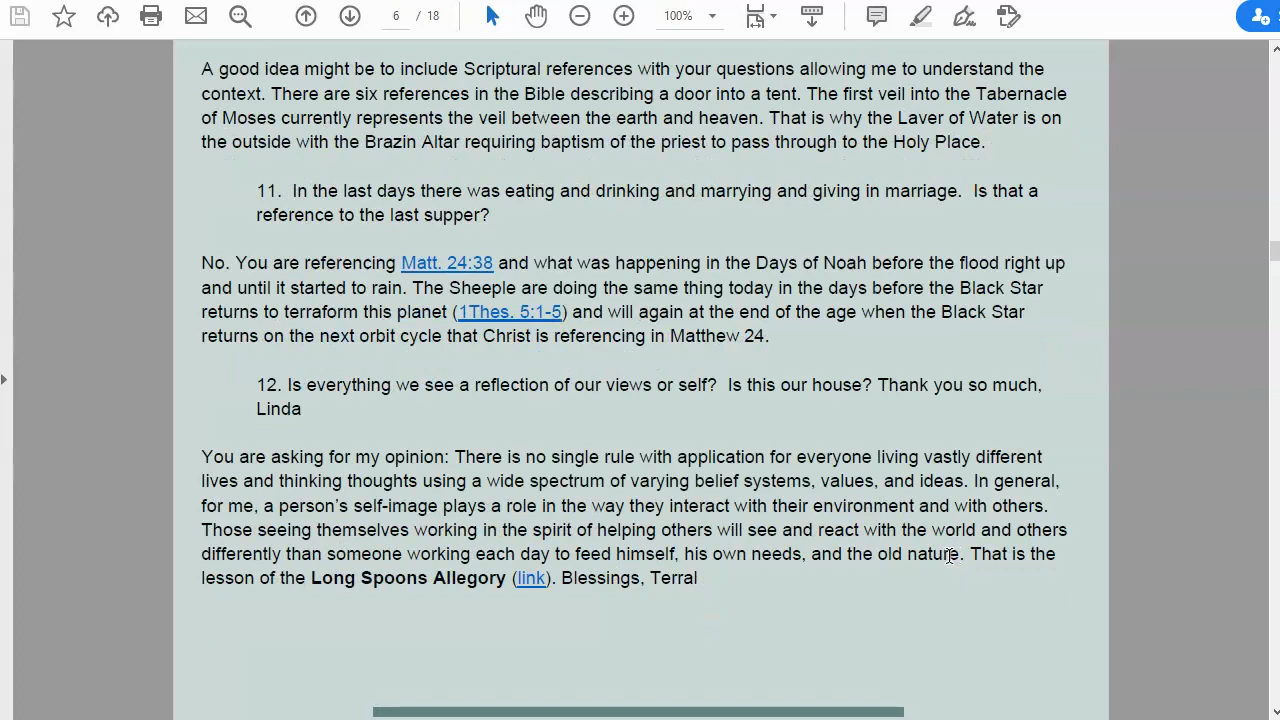 6 / 18
100%
A good idea might be to include Scriptural references with your questions allowing me to understand the
context. There are six references in the Bible describing a door into a tent. The first veil into the Tabernacle
of Moses currently represents the veil between the earth and heaven. That is why the Laver of Water is on
the outside with the Brazin Altar requiring baptism of the priest to pass through to the Holy Place.
11. In the last days there was eating and drinking and marrying and giving in marriage. Is that a
reference to the last supper?
No. You are referencing Matt. 24:38 and what was happening in the Days of Noah before the flood right up
and until it started to rain. The Sheeple are doing the same thing today in the days before the Black Star
returns to terraform this planet (1Thes. 5:1-5) and will again at the end of the age when the Black Star
returns on the next orbit cycle that Christ is referencing in Matthew 24.
12. Is everything we see a reflection of our views or self? Is this our house? Thank you so much,
Linda
You are asking for my opinion: There is no single rule with application for everyone living vastly different
lives and thinking thoughts using a wide spectrum of varying belief systems, values, and ideas. In general,
for me, a person's self-image plays a role in the way they interact with their environment and with others.
Those seeing themselves working in the spirit of helping others will see and react with the world and others
differently than someone working each day to feed himself, his own needs, and the old nature. That is the
lesson of the Long Spoons Allegory (link). Blessings, Terral